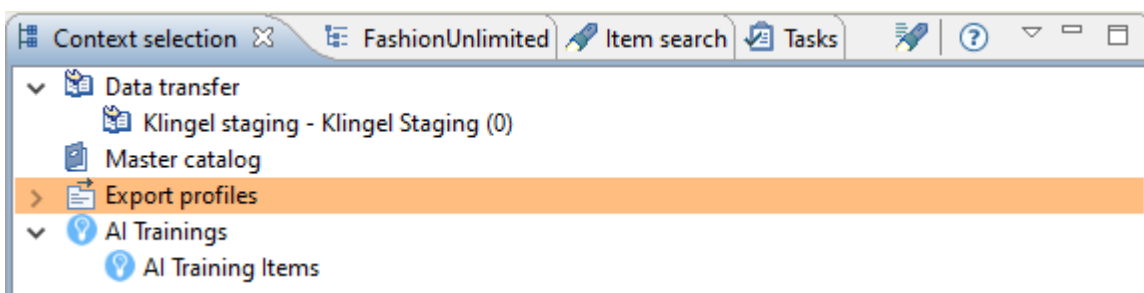 Context selection FashionUnlimited Item search Tasks
Data transfer
Klingel staging - Klingel Staging (0)
Master catalog
Export profiles
AI Trainings
AI Training Items